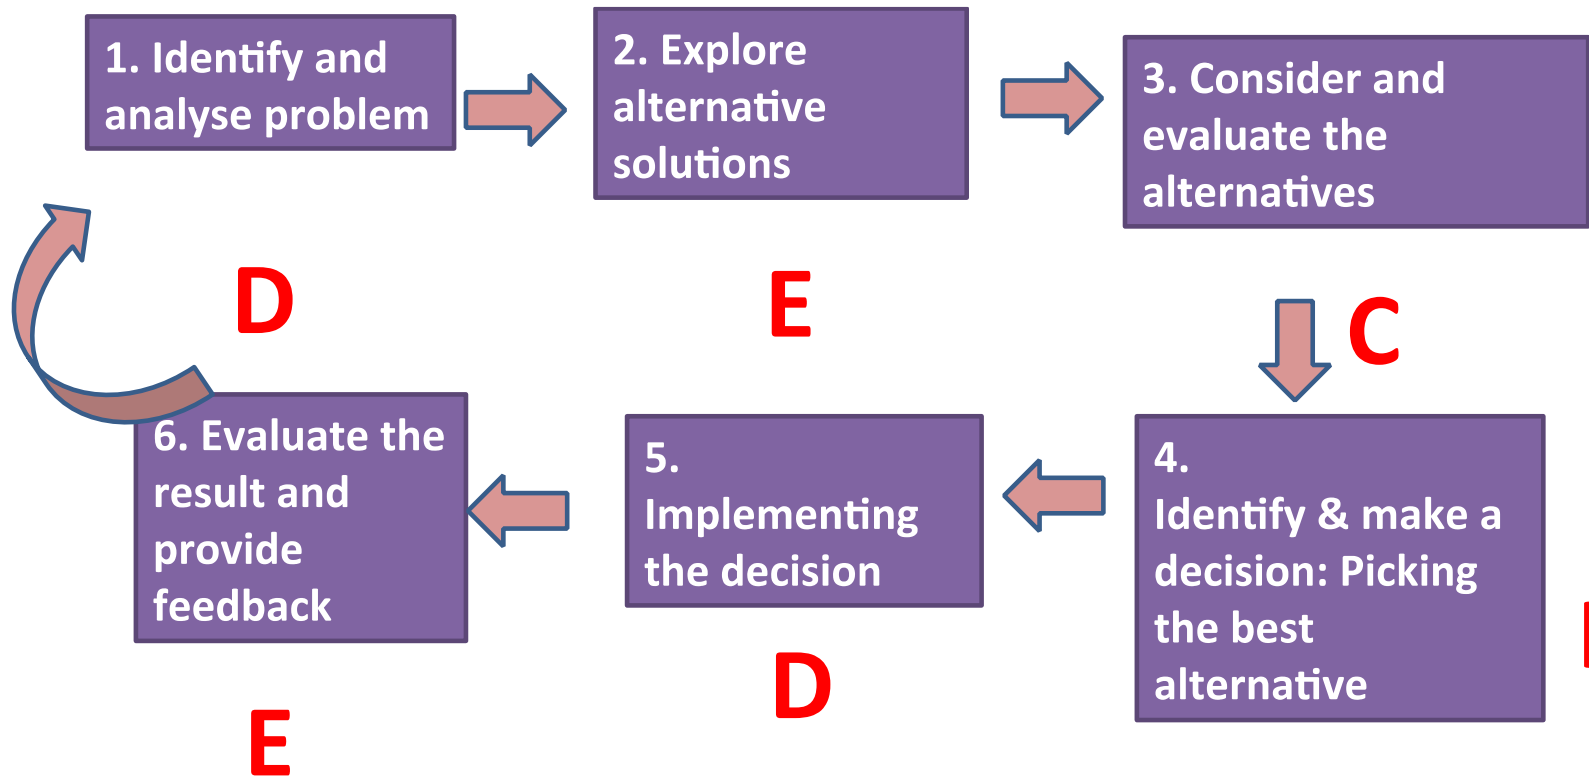 1. Identify and
analyse problem
2. Explore
alternative
solutions
3. Consider and
evaluate the
alternatives
D
E
C
4.
Identify & make a
decision: Picking
the best
alternative
5.
Implementing
the decision
D
6. Evaluate the
result and
provide
feedback
E